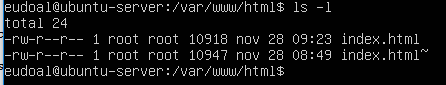 eudoal@ubuntu-server:/var/www/html$ ls -l
total 24
-rw-r--r-- 1 root root 10918 nov 28 09:23 index.html
-rw-r--r-- 1 root root 10947 nov 28 08:49 index.html~
eudoal@ubuntu-server:/var/www/html$